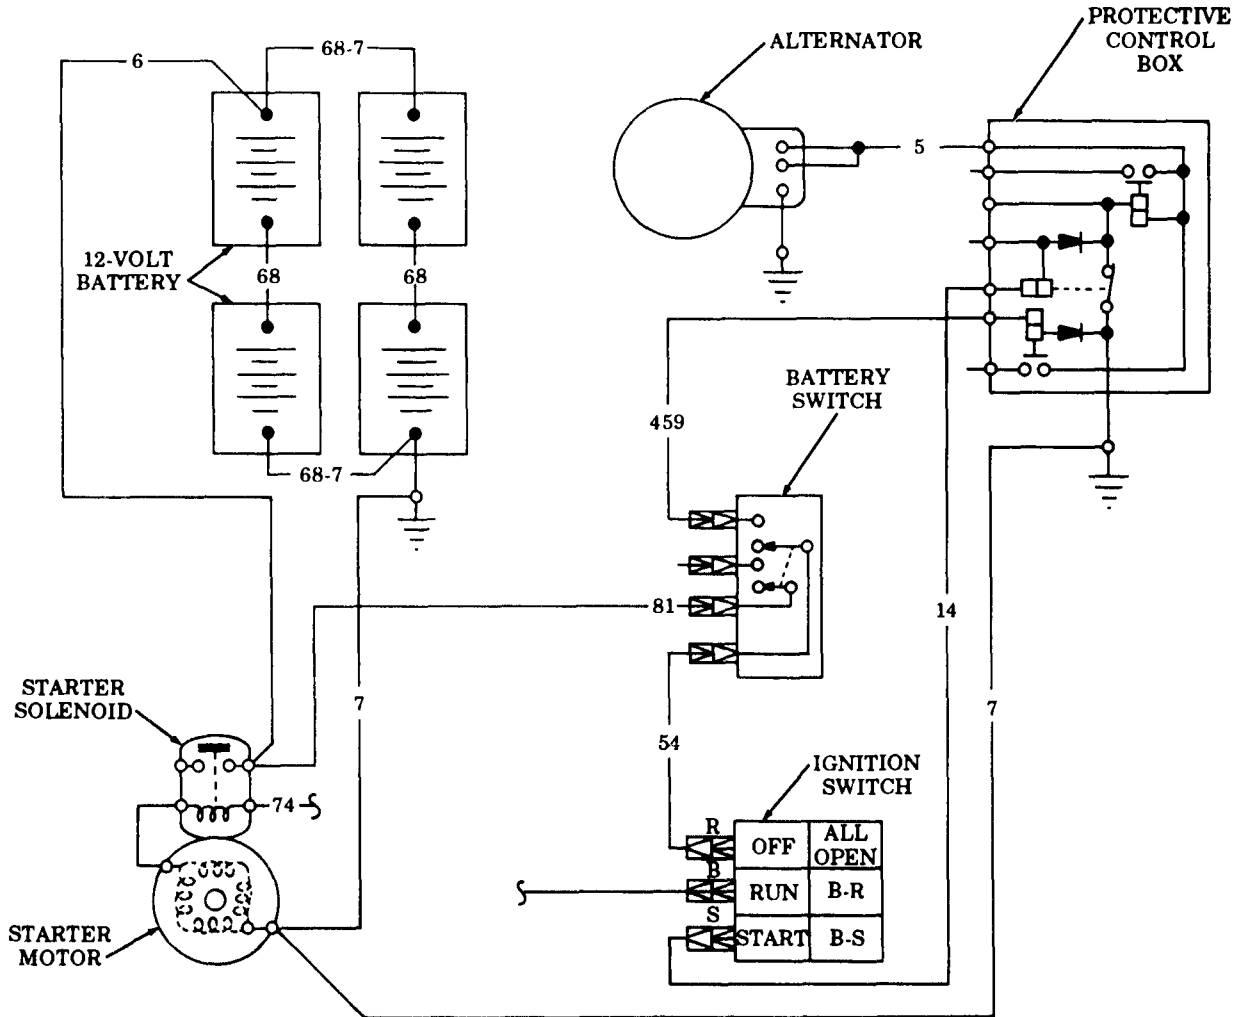 PROTECTIVE
CONTROL
BOX
ALTERNATOR
68-7
6
5
12-VOLT
BATTERY
68
68
BATTERY
SWITCH
459
68-7
81
14
STARTER
SOLENOID
7
7
54
IGNITION
SWITCH
74
R
OFF
ALL
OPEN
B
RUN
B-R
S
START
B-S
STARTER
MOTOR